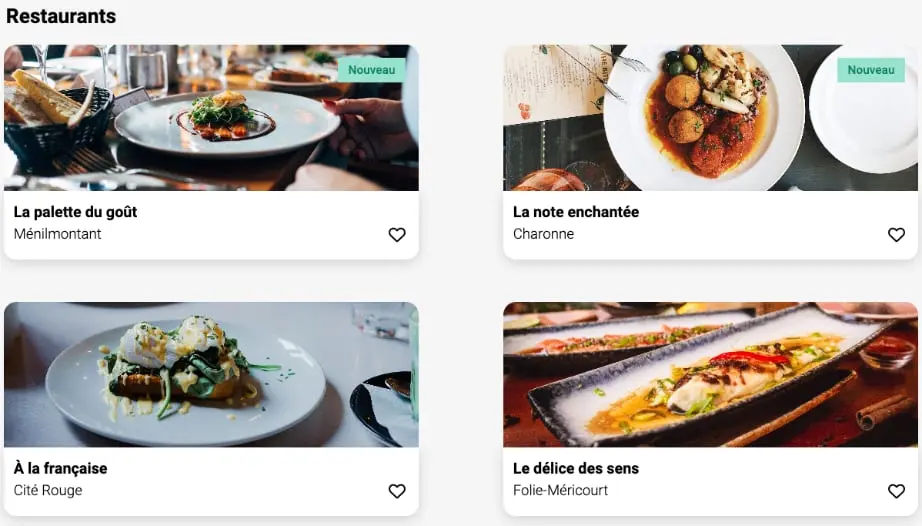 Restaurants
Nouveau
Nouveau
La palette du goût
Ménilmontant
La note enchantée
Charonne
À la française
Cité Rouge
Le délice des sens
Folie-Méricourt